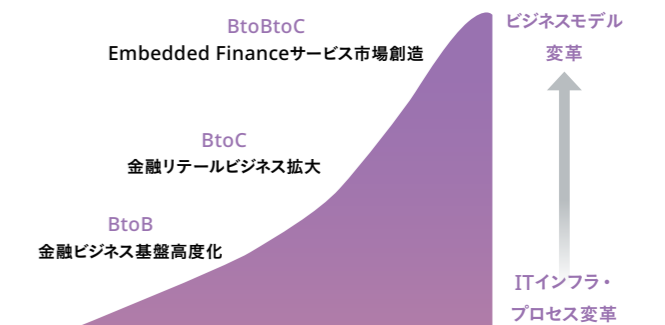 BtoBtoC
Embedded Financeサービス市場創造
BtoC
金融リテールビジネス拡大
BtoB
金融ビジネス基盤高度化
ビジネスモデル
変革
ITインフラ・
プロセス変革